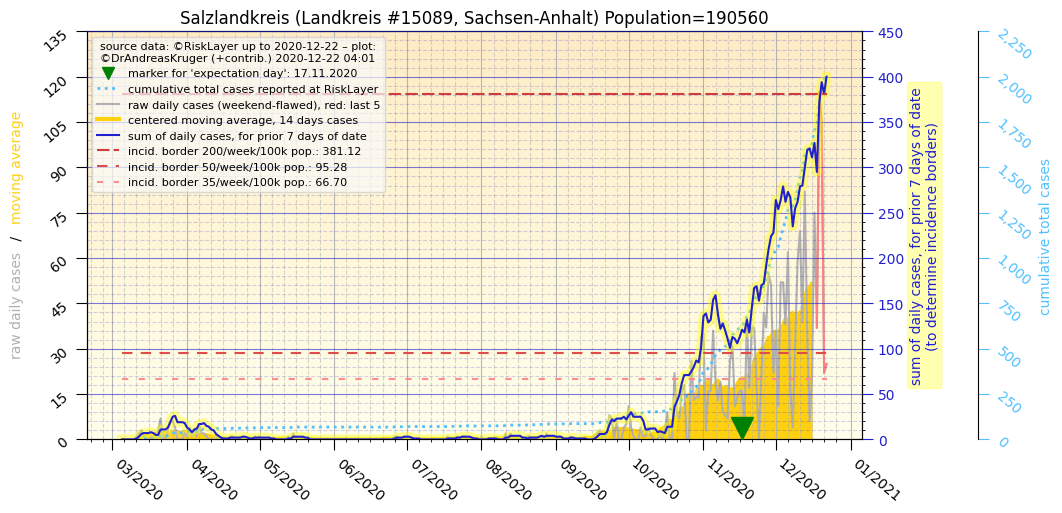 Salzlandkreis (Landkreis #15089, Sachsen-Anhalt) Population=190560
source data: ©RiskLayer up to 2020-12-22 – plot:
©DrAndreasKruger (+contrib.) 2020-12-22 04:01
marker for 'expectation day': 17.11.2020
cumulative total cases reported at RiskLayer
raw daily cases (weekend-flawed), red: last 5
centered moving average, 14 days cases
sum of daily cases, for prior 7 days of date
incid. border 200/week/100k pop.: 381.12
incid. border 50/week/100k pop.: 95.28
incid. border 35/week/100k pop.: 66.70
raw daily cases / moving average
135
120
105
90
75
60
45
30
15
0
03/2020
04/2020
05/2020
06/2020
07/2020
08/2020
09/2020
10/2020
11/2020
12/2020
01/2021
450
400
350
300
250
200
150
100
50
0
sum of daily cases, for prior 7 days of date
(to determine incidence borders)
2,250
2,000
1,750
1,500
1,250
1,000
750
500
250
0
cumulative total cases